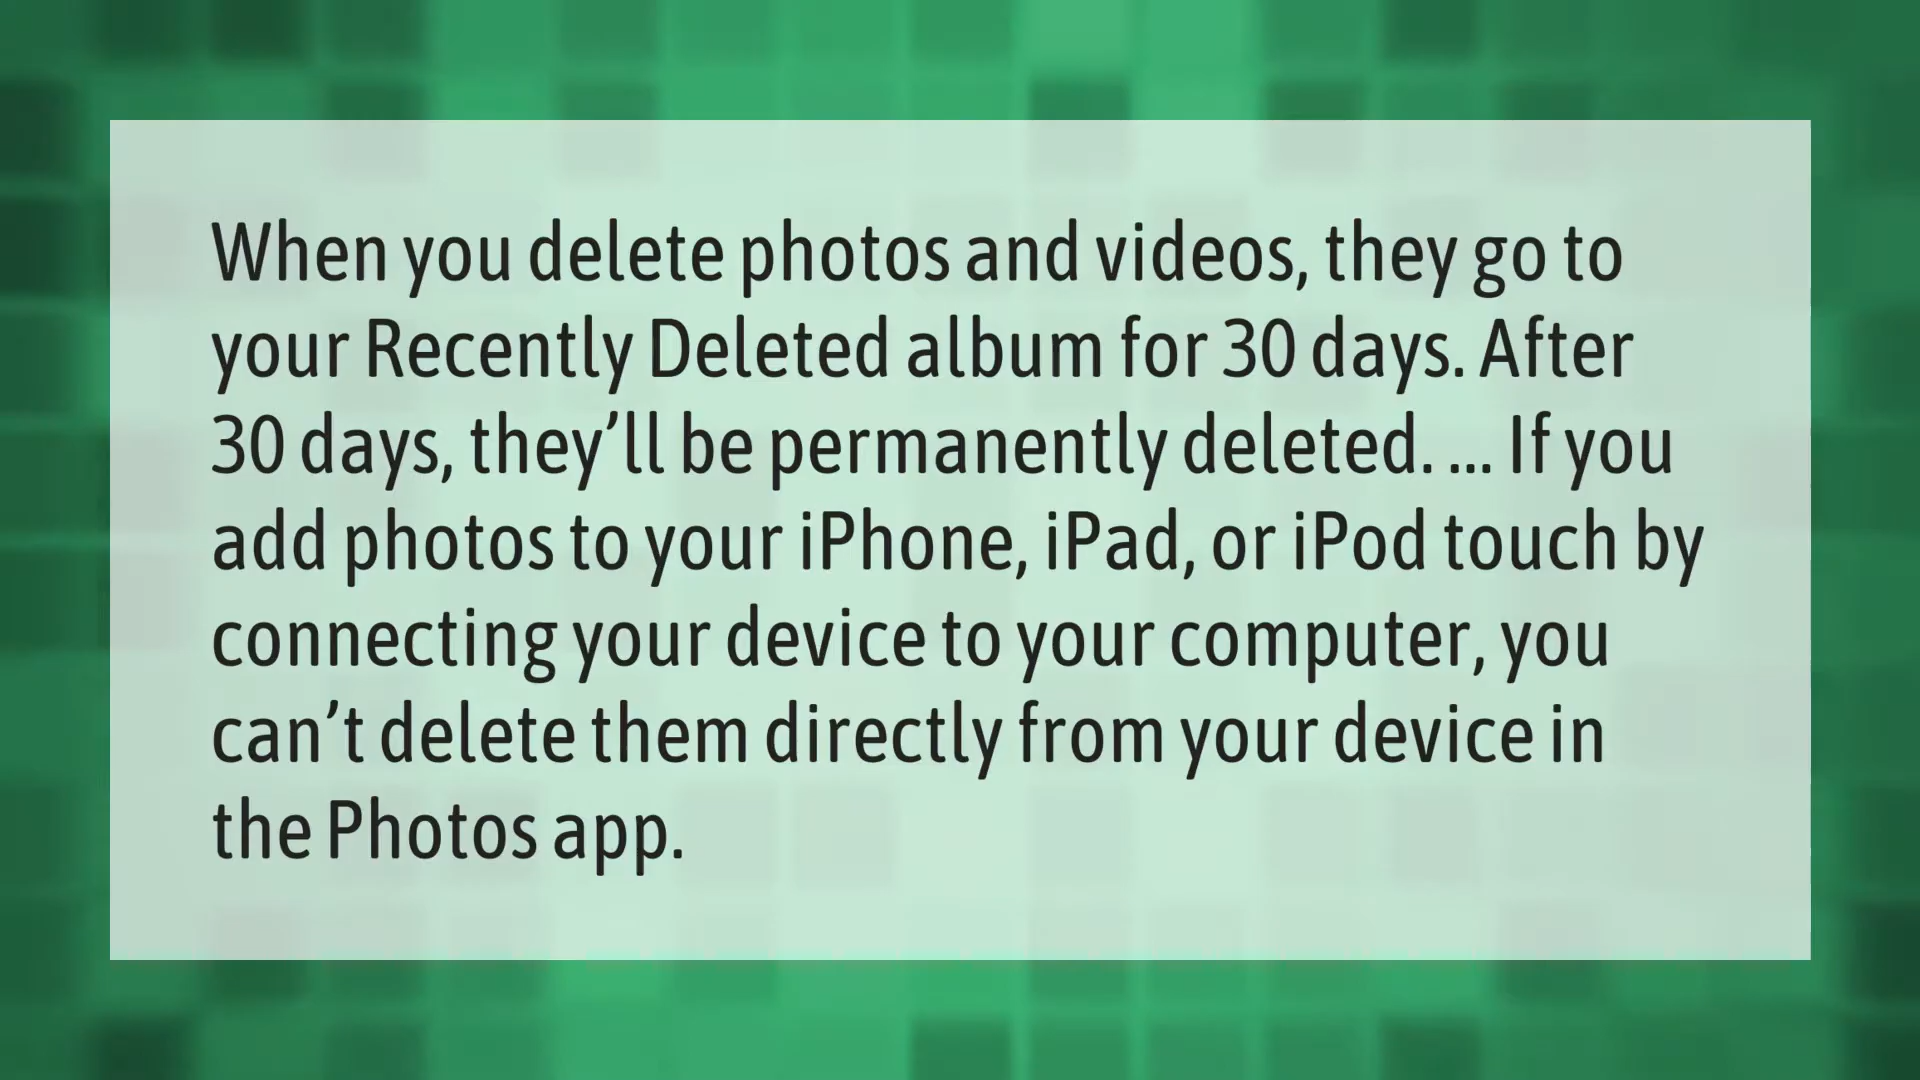 When you delete photos and videos, they go to
your Recently Deleted album for 30 days. After
30 days, they’ll be permanently deleted. ... If you
add photos to your iPhone, iPad, or iPod touch by
connecting your device to your computer, you
can’t delete them directly from your device in
the Photos app.